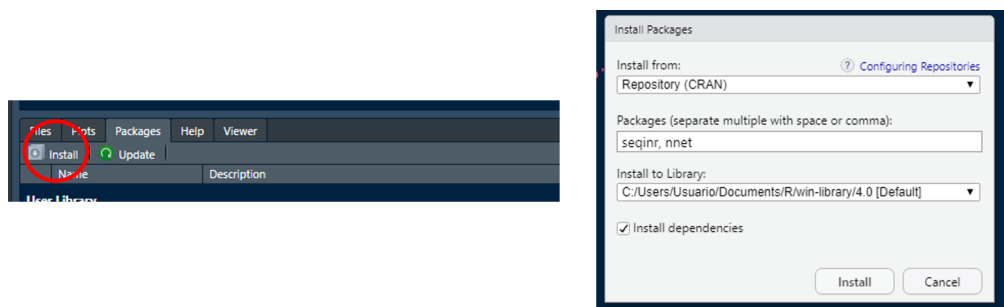 Files Plots Packages Help Viewer
Install Update
Name Description
User Library
Install Packages
Install from:
? Configuring Repositories
Repository (CRAN)
Packages (separate multiple with space or comma):
seqinr, nnet
Install to Library:
C:/Users/Usuario/Documents/R/win-library/4.0 [Default]
Install dependencies
Install Cancel